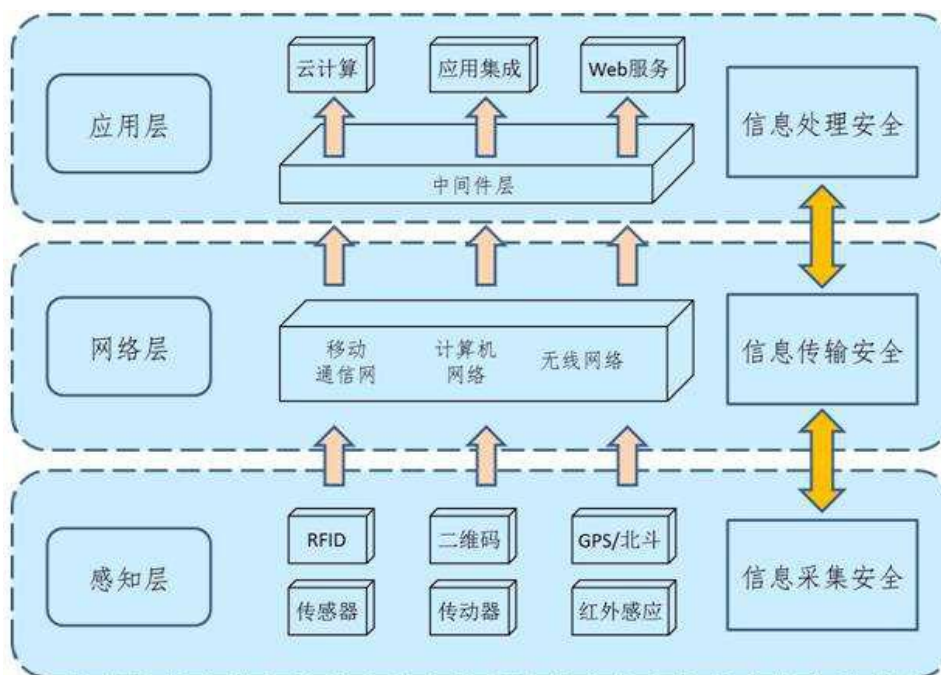 云计算
应用集成
Web服务
应用层
信息处理安全
中间件层
网络层
移动
通信网
计算机
网络
无线网络
信息传输安全
RFID
二维码
GPS/北斗
感知层
信息采集安全
传感器
传动器
红外感应